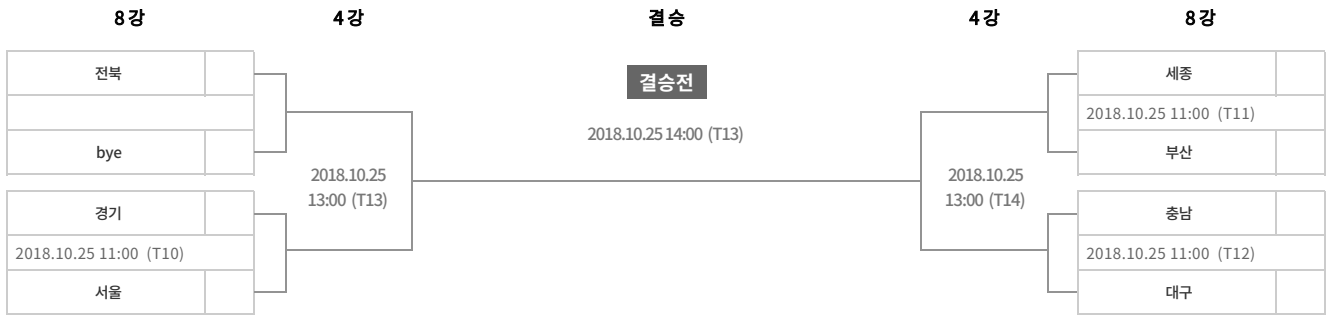 8강 4강 결승 4강 8강
전북
bye
경기
2018.10.25 11:00 (T10)
서울
2018.10.25
13:00 (T13)
결승전
2018.10.25 14:00 (T13)
2018.10.25
13:00 (T14)
세종
2018.10.25 11:00 (T11)
부산
충남
2018.10.25 11:00 (T12)
대구